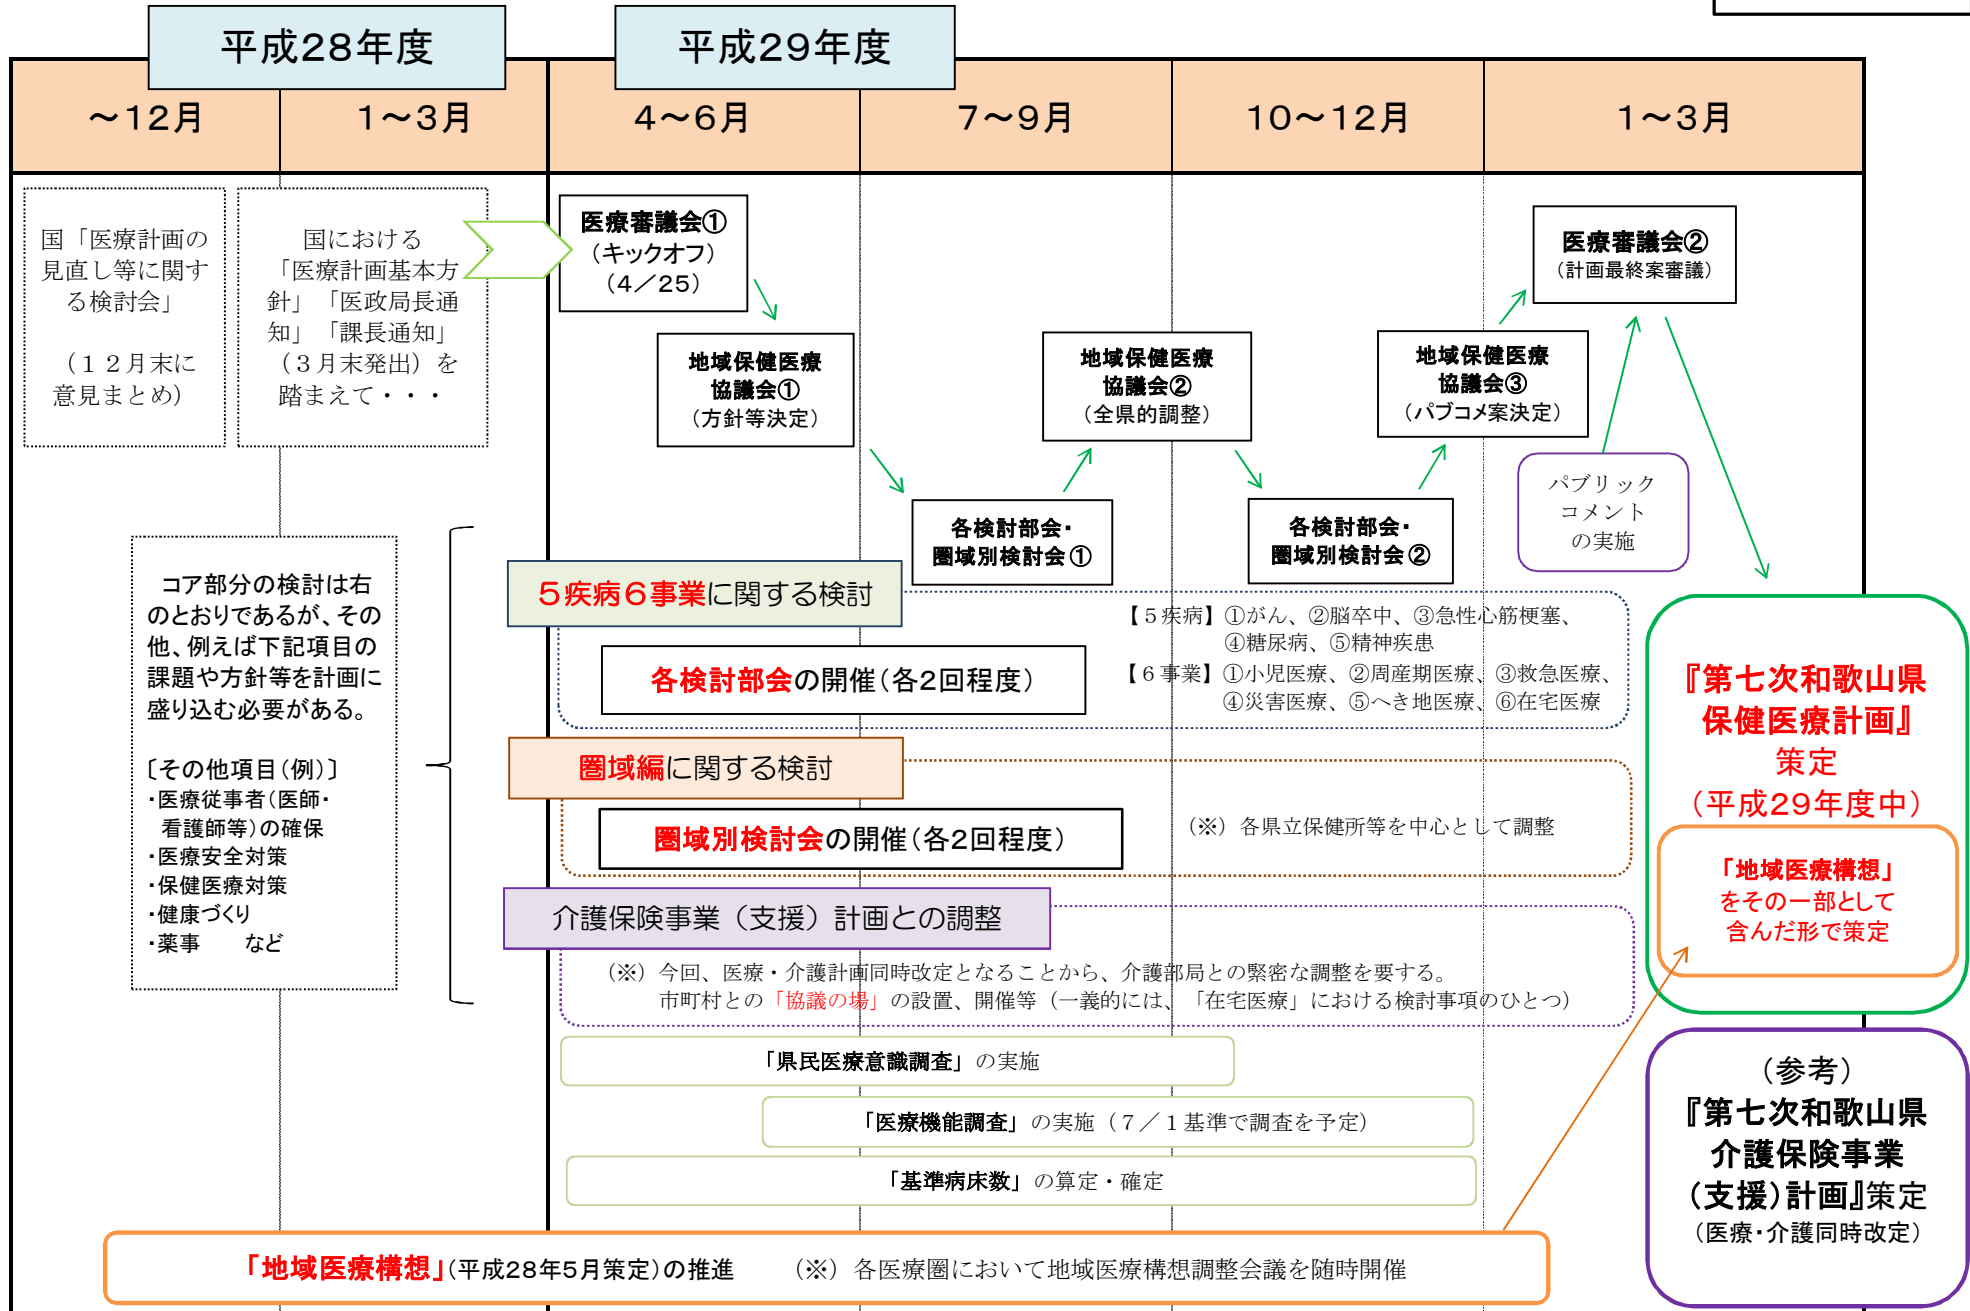 平成28年度
平成29年度
～12月
1～3月
4～6月
7～9月
10～12月
1～3月
国「医療計画の
見直し等に関す
る検討会」
（１２月末に
意見まとめ）
国における
「医療計画基本方
針」「医政局長通
知」「課長通知」
（３月末発出）を
踏まえて・・・
医療審議会①
（キックオフ）
（4／25）
地域保健医療
協議会①
（方針等決定）
各検討部会・
圏域別検討会①
地域保健医療
協議会②
（全県的調整）
各検討部会・
圏域別検討会②
地域保健医療
協議会③
（パブコメ案決定）
医療審議会②
（計画最終案審議）
パブリック
コメント
の実施
コア部分の検討は右
のとおりであるが、その
他、例えば下記項目の
課題や方針等を計画に
盛り込む必要がある。
〔その他項目（例）〕
・医療従事者（医師・
看護師等）の確保
・医療安全対策
・保健医療対策
・健康づくり
・薬事　　など
５疾病６事業に関する検討
各検討部会の開催（各2回程度）
【５疾病】①がん、②脳卒中、③急性心筋梗塞、
④糖尿病、⑤精神疾患
【６事業】①小児医療、②周産期医療、③救急医療、
④災害医療、⑤へき地医療、⑥在宅医療
圏域編に関する検討
圏域別検討会の開催（各2回程度）
（※）各県立保健所等を中心として調整
介護保険事業（支援）計画との調整
（※）今回、医療・介護計画同時改定となることから、介護部局との緊密な調整を要する。
市町村との「協議の場」の設置、開催等（一義的には、「在宅医療」における検討事項のひとつ）
「県民医療意識調査」の実施
「医療機能調査」の実施（７／１基準で調査を予定）
「基準病床数」の算定・確定
「地域医療構想」（平成28年5月策定）の推進　　（※）各医療圏において地域医療構想調整会議を随時開催
『第七次和歌山県
保健医療計画』
策定
（平成29年度中）
「地域医療構想」
をその一部として
含んだ形で策定
（参考）
『第七次和歌山県
介護保険事業
（支援）計画』策定
（医療・介護同時改定）